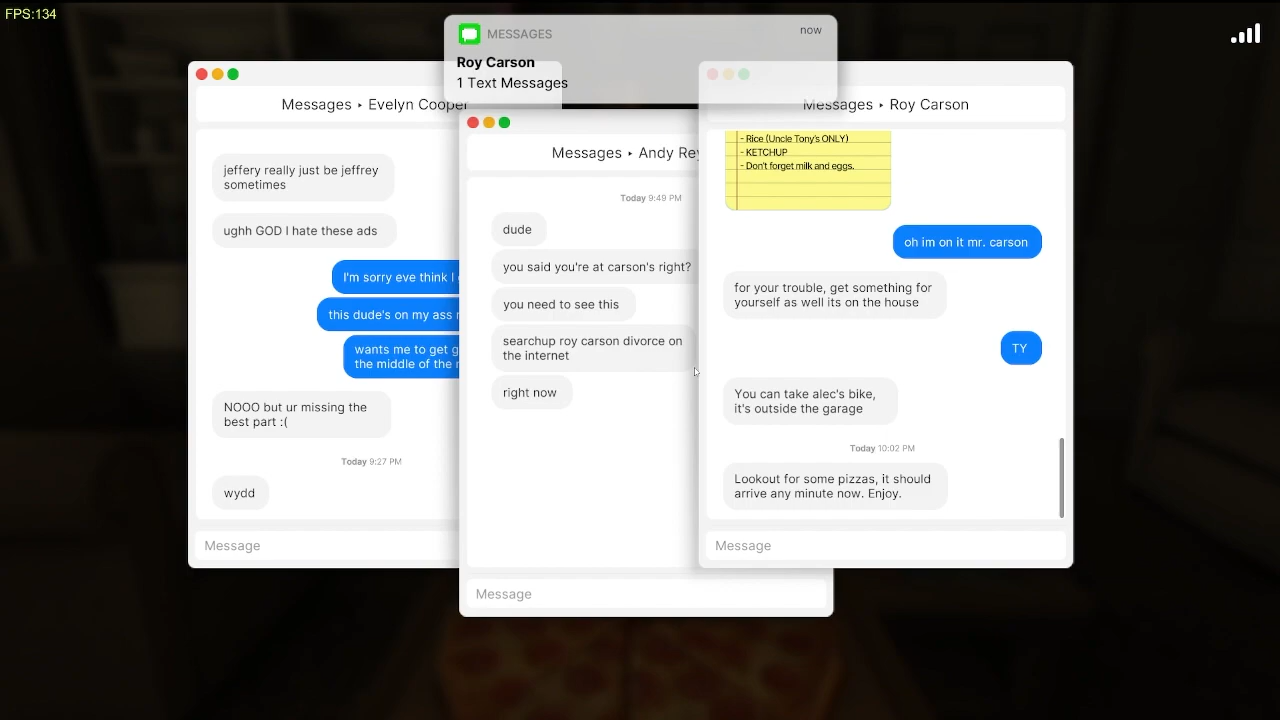 FPS:134
MESSAGES
now
Roy Carson
1 Text Messages
Messages ▸ Evelyn Cooper
jeffery really just be jeffrey
sometimes
ughh GOD I hate these ads
I'm sorry eve think I
this dude's on my ass
wants me to get
the middle of the
NOOO but ur missing the
best part :(
Today 9:27 PM
wydd
Message
Messages ▸ Andy
Today 9:49 PM
dude
you said you're at carson's right?
you need to see this
searchup roy carson divorce on
the internet
right now
Message
Messages ▸ Roy Carson
- Rice (Uncle Tony's ONLY)
- KETCHUP
- Don't forget milk and eggs.
oh im on it mr. carson
for your trouble, get something for
yourself as well its on the house
TY
You can take alec's bike,
it's outside the garage
Today 10:02 PM
Lookout for some pizzas, it should
arrive any minute now. Enjoy.
Message